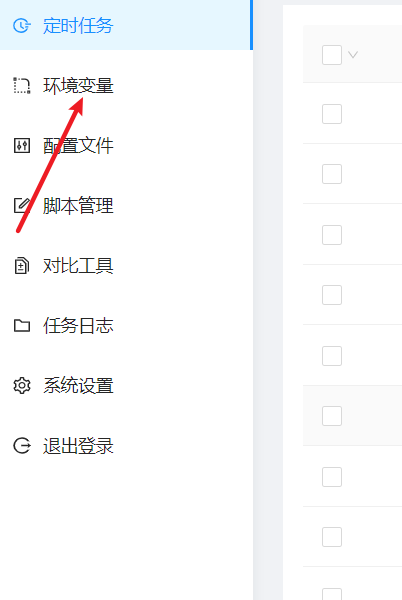 定时任务
环境变量
配置文件
脚本管理
对比工具
任务日志
系统设置
退出登录